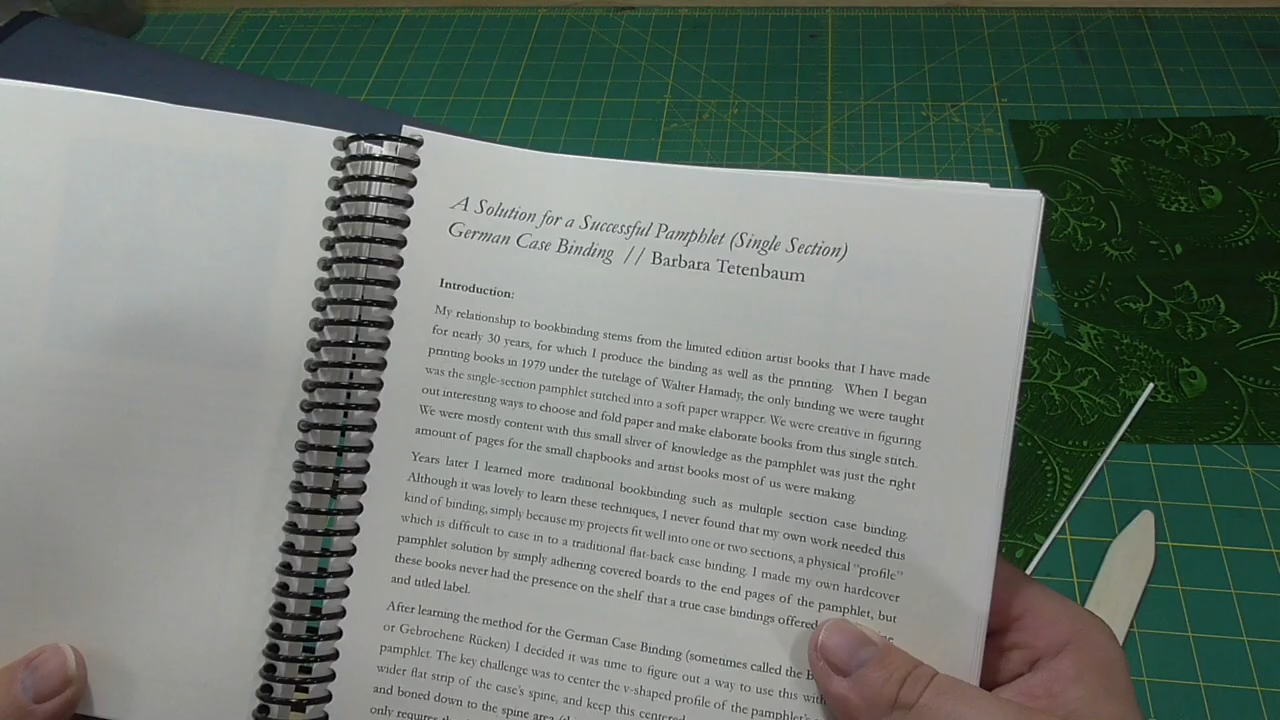 A Solution for a Successful Pamphlet (Single Section)
German Case Binding // Barbara Tetenbaum
Introduction:
My relationship to bookbinding stems from the limited edition artist books that I have made
for nearly 30 years, for which I produce the binding as well as the printing. When I began
printing books in 1979 under the tutelage of Walter Hamady, the only binding we were taught
was the single-section pamphlet stitched into a soft paper wrapper. We were creative in figuring
out interesting ways to choose and fold paper and make elaborate books from this single stitch.
We were mostly content with this small sliver of knowledge as the pamphlet was just the right
amount of pages for the small chapbooks and artist books most of us were making.
Years later I learned more traditional bookbinding such as multiple section case binding.
Although it was lovely to learn these techniques, I never found that my own work needed this
kind of binding, simply because my projects fit well into one or two sections, a physical "profile"
which is difficult to case in to a traditional flat-back case binding. I made my own hardcover
pamphlet solution by simply adhering covered boards to the end pages of the pamphlet, but
these books never had the presence on the shelf that a true case bindings offered
and titled label.
After learning the method for the German Case Binding (sometimes called the
or Gebrochene Rücken) I decided it was time to figure out a way to use this with
pamphlet. The key challenge was to center the v-shaped profile of the pamphlet's
wider flat strip of the case's spine, and keep this centered
and boned down to the spine area
only requires